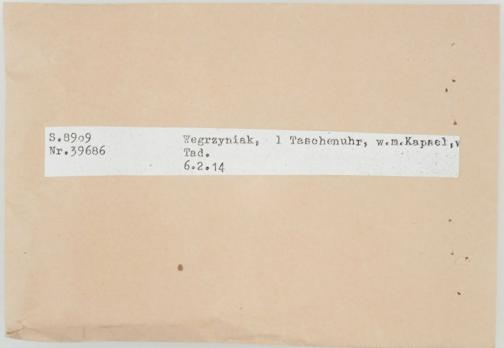 S.8909 Wegrzyniak, 1 Taschenuhr, w.m.Kapsel,
Nr.39686 Tad.
6.2.14